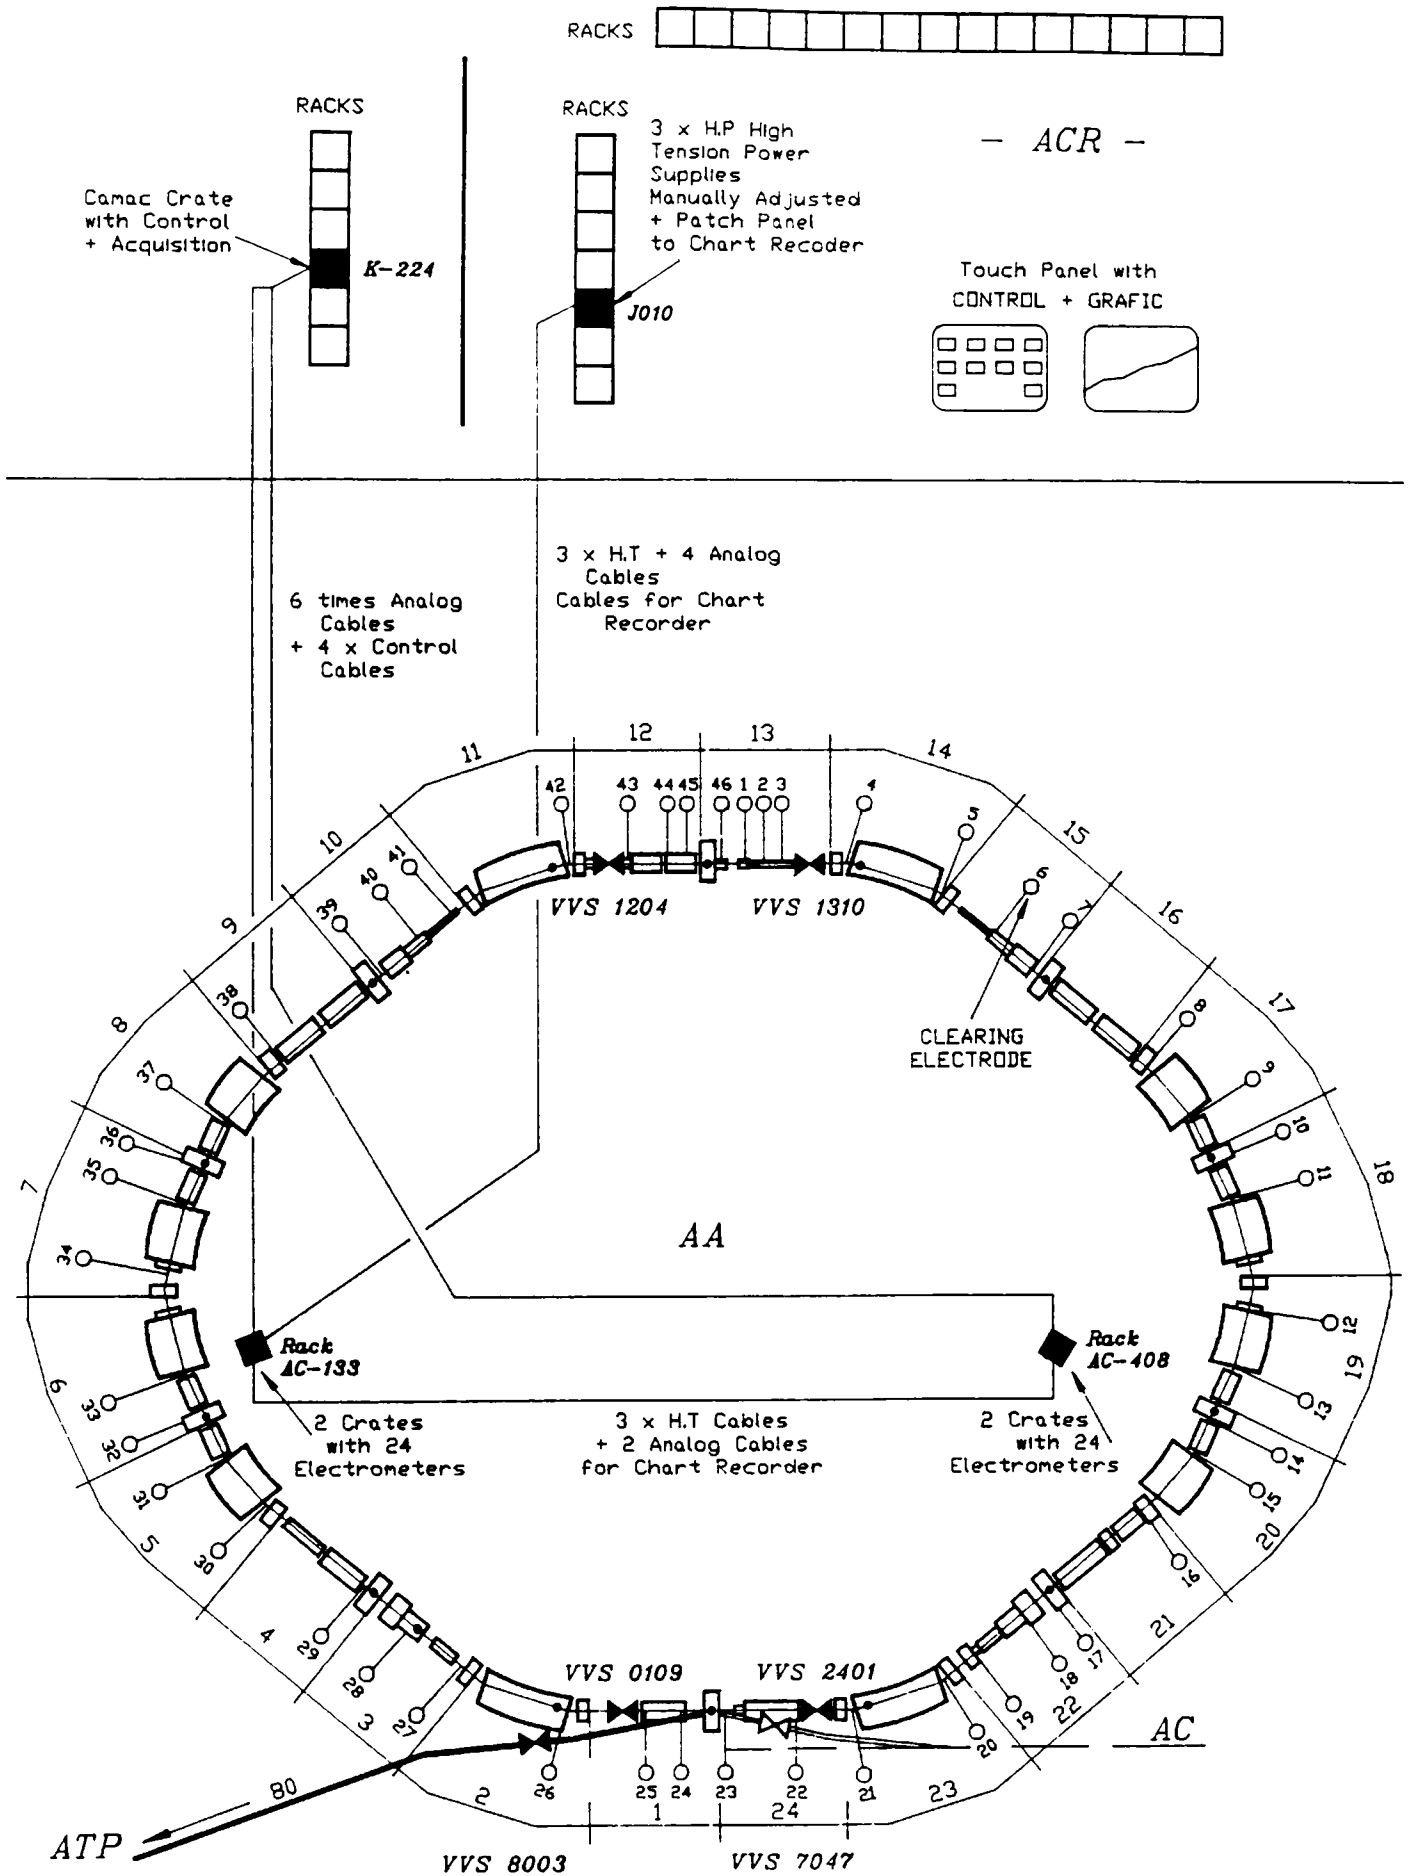 RACKS
RACKS
RACKS
3 x H.P High
Tension Power
Supplies
Manually Adjusted
+ Patch Panel
to Chart Recoder
- ACR -
Camac Crate
with Control
+ Acquisition
K-224
J010
Touch Panel with
CONTROL + GRAFIC
3 x H.T + 4 Analog
Cables
Cables for Chart
Recorder
6 times Analog
Cables
+ 4 x Control
Cables
11
12
13
14
42
43
44
45
46
1
2
3
4
5
10
15
41
40
39
6
7
VVS 1204
VVS 1310
9
16
38
8
17
8
CLEARING
ELECTRODE
37
9
36
10
35
11
7
18
34
AA
12
Rack
AC-133
Rack
AC-408
6
19
33
13
2 Crates
with 24
Electrometers
3 x H.T Cables
+ 2 Analog Cables
for Chart Recorder
2 Crates
with 24
Electrometers
32
14
31
15
5
20
30
16
4
21
29
17
28
18
VVS 0109
VVS 2401
3
22
27
19
20
AC
26
25
24
23
22
21
80
2
1
24
23
ATP
VVS 8003
VVS 7047